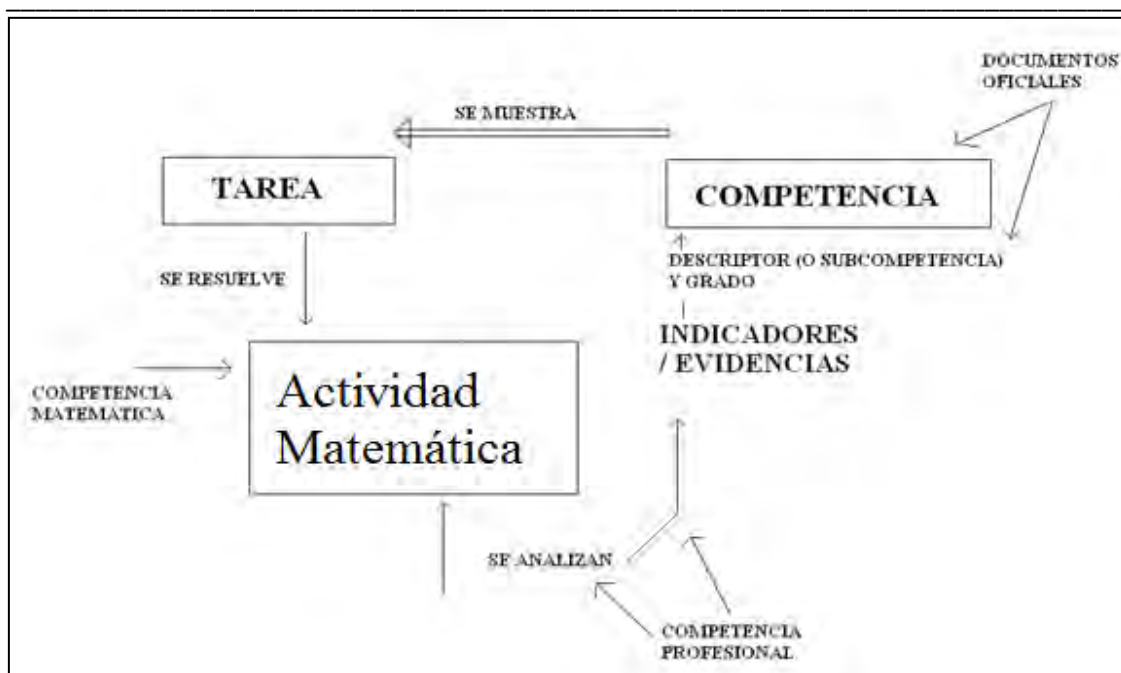 DOCUMENTOS
OFICIALES
SE MUESTRA
TAREA
COMPETENCIA
SE RESUELVE
DESCRIPTOR (O SUBCOMPETENCIA)
Y GRADO
INDICADORES
/ EVIDENCIAS
COMPETENCIA
MATEMATICA
Actividad
Matemática
SE ANALIZAN
COMPETENCIA
PROFESIONAL